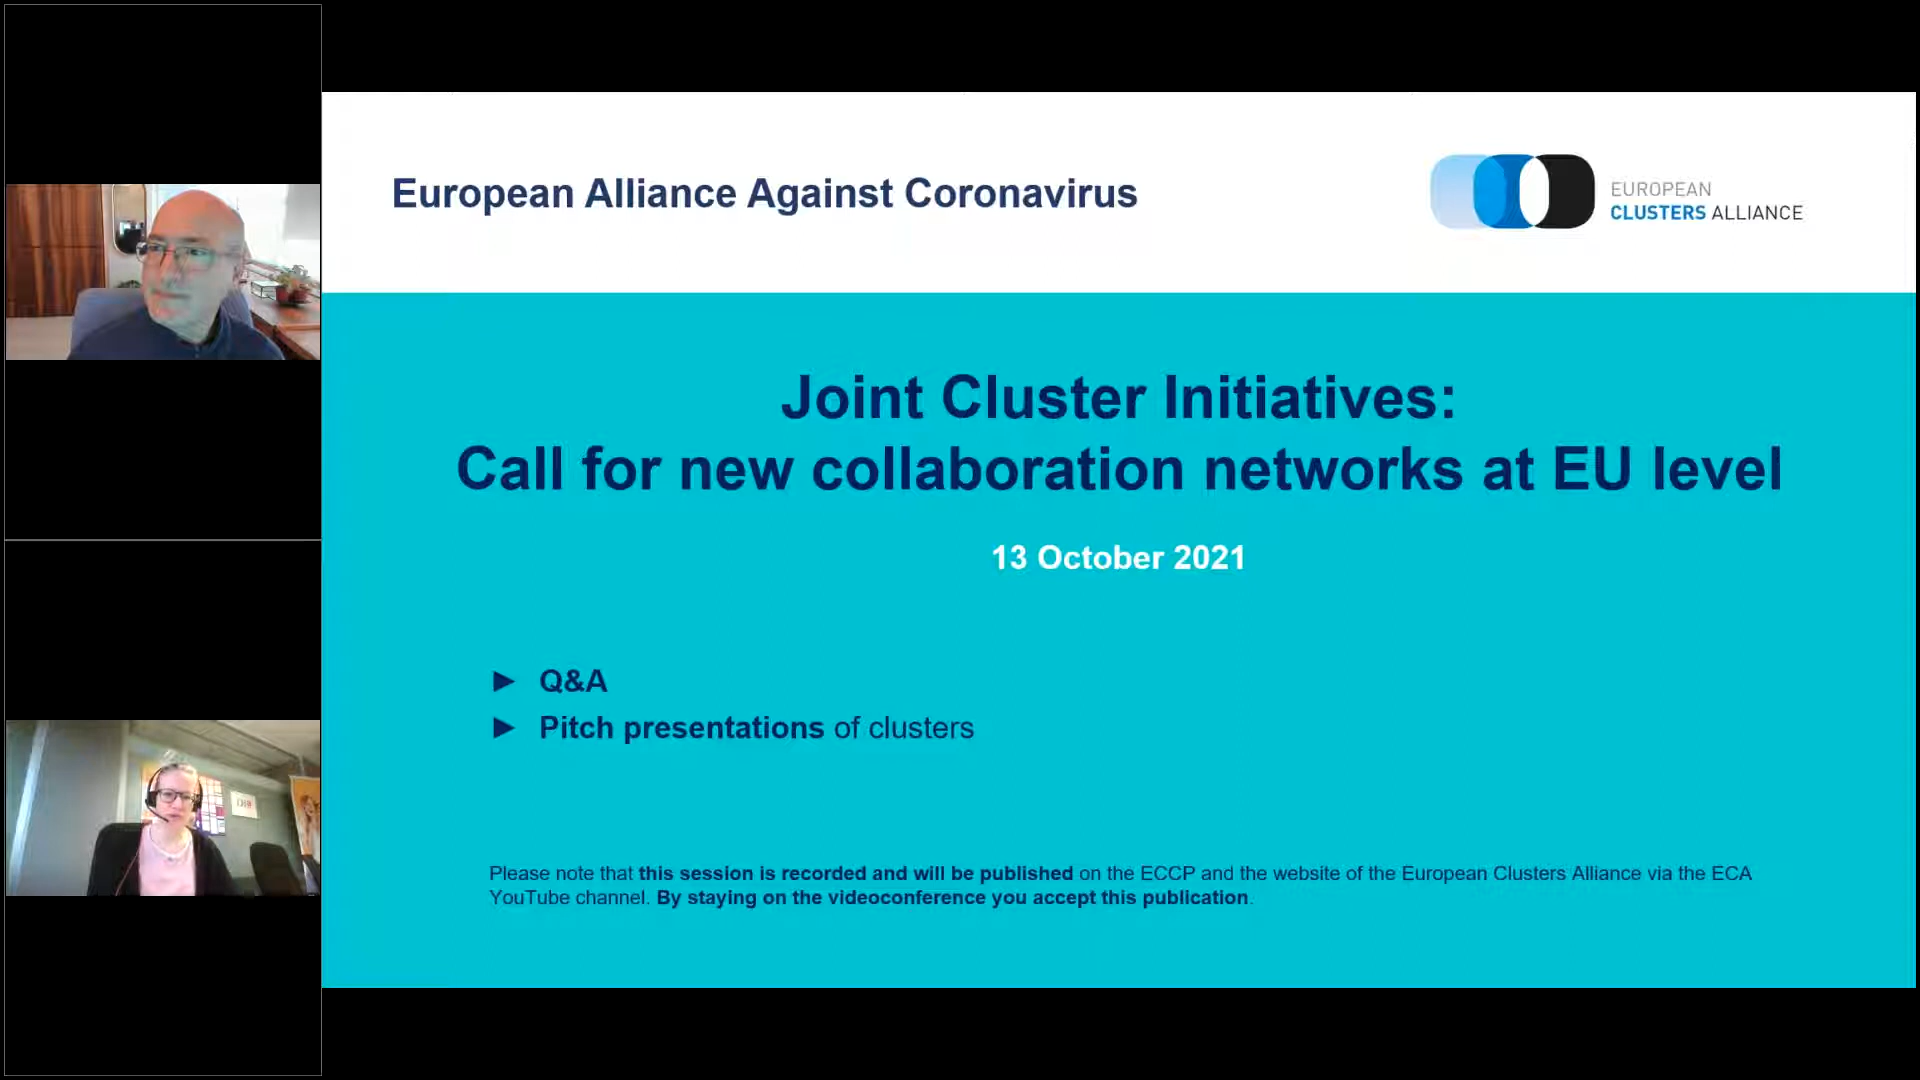 European Alliance Against Coronavirus
EUROPEAN
CLUSTERS ALLIANCE
Joint Cluster Initiatives:
Call for new collaboration networks at EU level
13 October 2021
► Q&A
► Pitch presentations of clusters
Please note that this session is recorded and will be published on the ECCP and the website of the European Clusters Alliance via the ECA
YouTube channel. By staying on the videoconference you accept this publication.